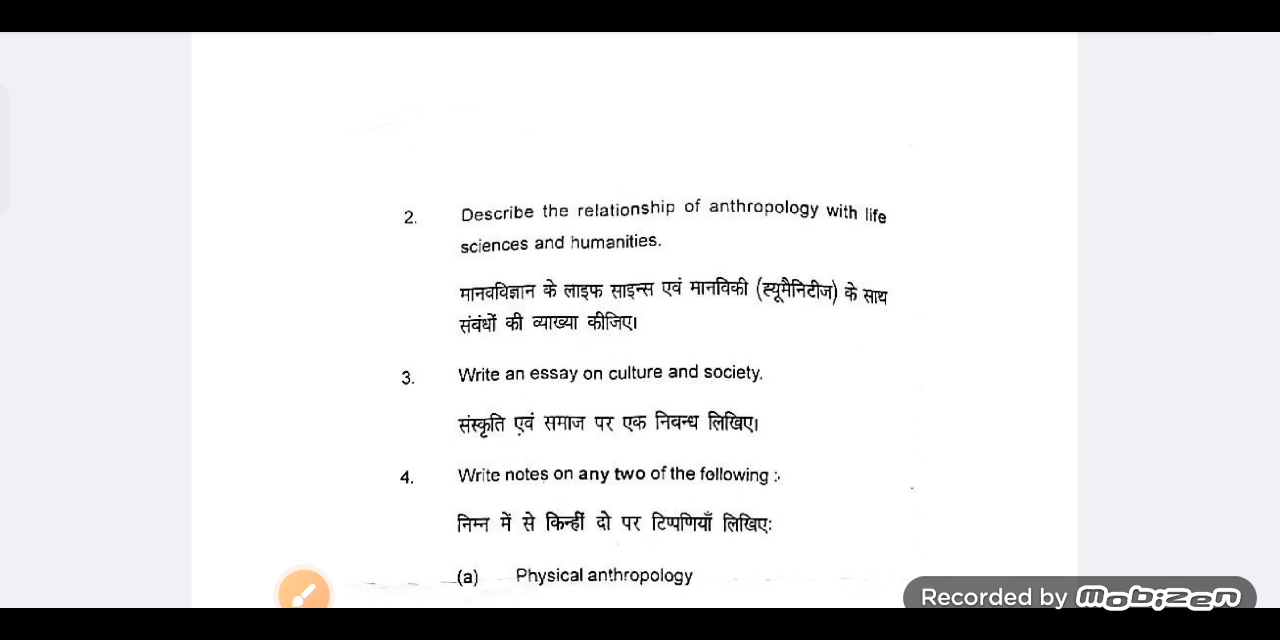 2. Describe the relationship of anthropology with life
sciences and humanities.
मानवविज्ञान के लाइफ साइन्स एवं मानविकी (ह्यूमैनिटीज) के साथ
संबंधों की व्याख्या कीजिए।
3. Write an essay on culture and society.
संस्कृति एवं समाज पर एक निबन्ध लिखिए।
4. Write notes on any two of the following :
निम्न में से किन्हीं दो पर टिप्पणियाँ लिखिए:
(a) Physical anthropology
Recorded by mobizen